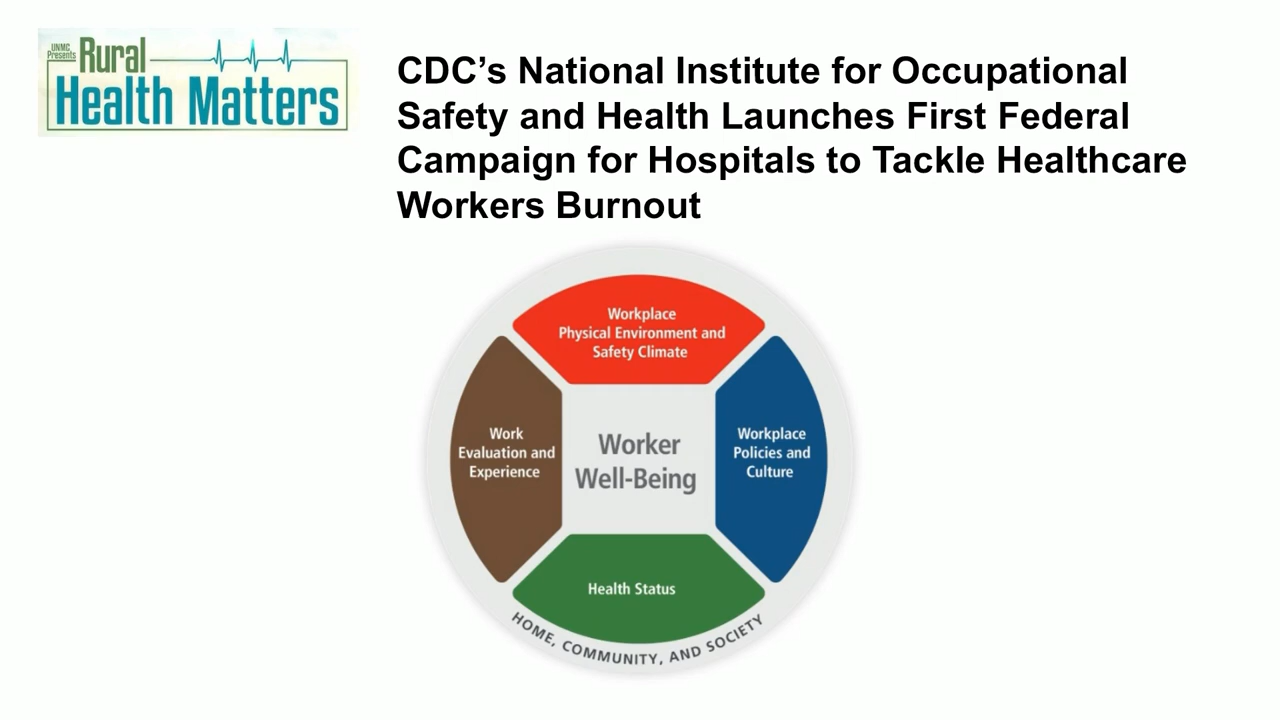 UNMC
Presents
Rural
Health Matters
CDC’s National Institute for Occupational
Safety and Health Launches First Federal
Campaign for Hospitals to Tackle Healthcare
Workers Burnout
Workplace
Physical Environment and
Safety Climate
Work
Evaluation and
Experience
Worker
Well-Being
Workplace
Policies and
Culture
Health Status
HOME, COMMUNITY, AND SOCIETY